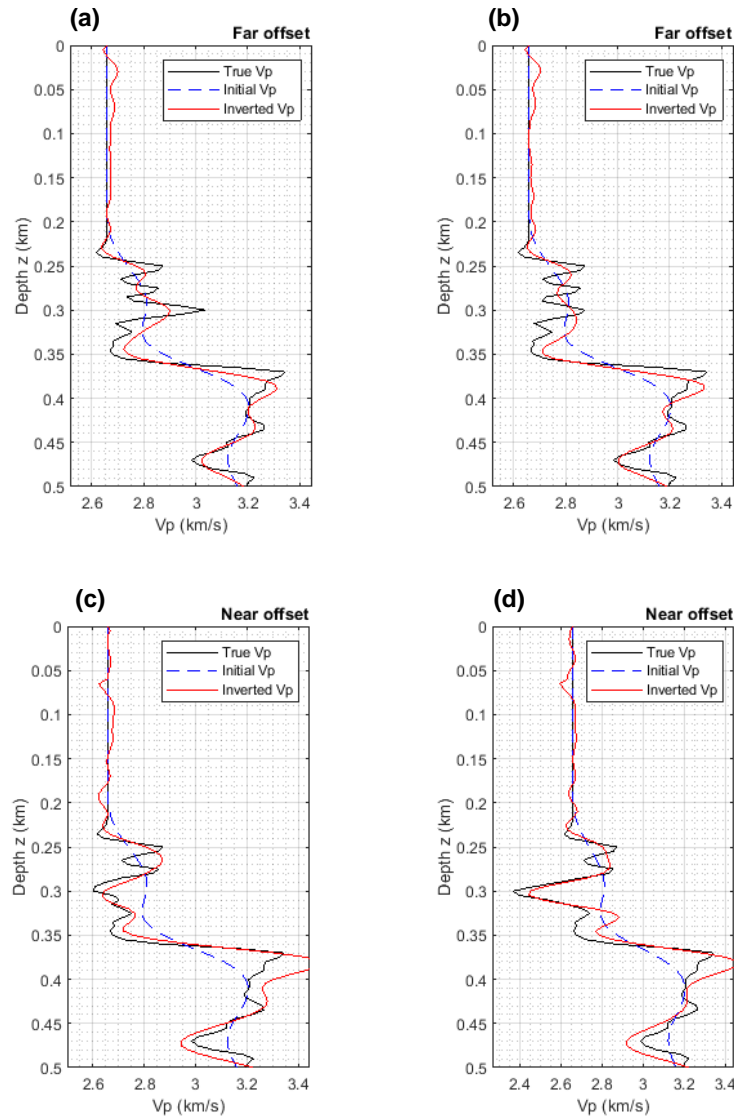 (a)
Far offset
True Vp
Initial Vp
Inverted Vp
0
0.05
0.1
0.15
0.2
0.25
0.3
0.35
0.4
0.45
0.5
Depth z (km)
2.6 2.8 3 3.2 3.4
Vp (km/s)
(b)
Far offset
True Vp
Initial Vp
Inverted Vp
0
0.05
0.1
0.15
0.2
0.25
0.3
0.35
0.4
0.45
0.5
Depth z (km)
2.6 2.8 3 3.2 3.4
Vp (km/s)
(c)
Near offset
True Vp
Initial Vp
Inverted Vp
0
0.05
0.1
0.15
0.2
0.25
0.3
0.35
0.4
0.45
0.5
Depth z (km)
2.6 2.8 3 3.2 3.4
Vp (km/s)
(d)
Near offset
True Vp
Initial Vp
Inverted Vp
0
0.05
0.1
0.15
0.2
0.25
0.3
0.35
0.4
0.45
0.5
Depth z (km)
2.4 2.6 2.8 3 3.2 3.4
Vp (km/s)